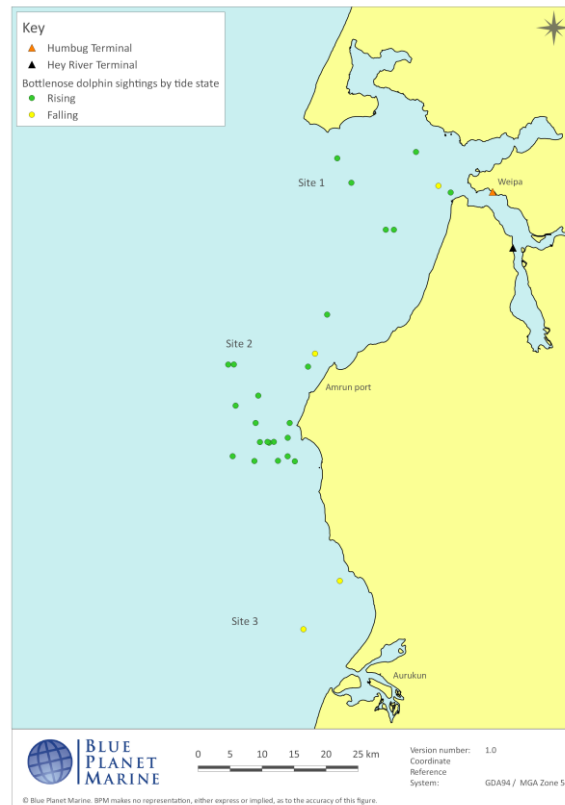 Key
Humbug Terminal
Hey River Terminal
Bottlenose dolphin sightings by tide state
Rising
Falling
Site 1
Weipa
Site 2
Amrun port
Site 3
Aurukun
BLUE
PLANET
MARINE
0 5 10 15 20 25 km
Version number: 1.0
Coordinate
Reference
System: GDA94 / MGA Zone 5
© Blue Planet Marine. BPM makes no representation, either express or implied, as to the accuracy of this figure.